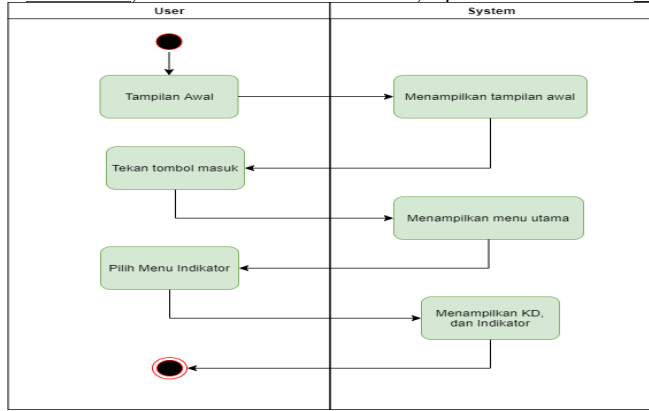 User
System
Tampilan Awal
Menampilkan tampilan awal
Tekan tombol masuk
Menampilkan menu utama
Pilih Menu Indikator
Menampilkan KD,
dan Indikator